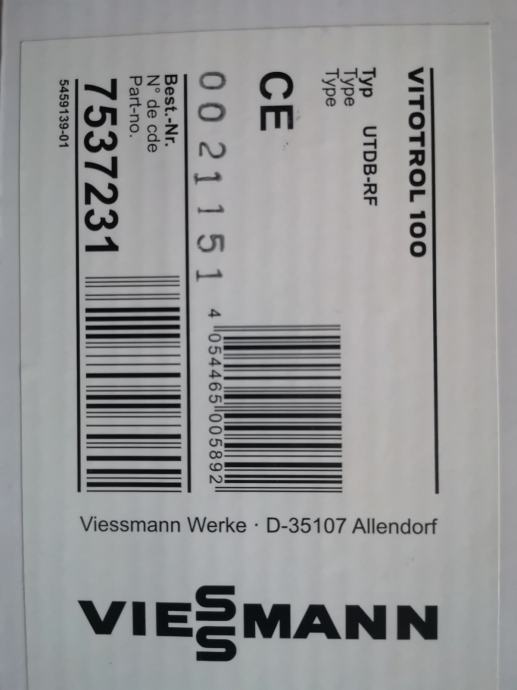 VITOTROL 100
Typ
Type UTDB-RF
Type
CE
4 054465 005892
0021151
Best.-Nr.
N° de cde
Part-no.
7537231
5459139-01
Viessmann Werke · D-35107 Allendorf
VIESSMANN